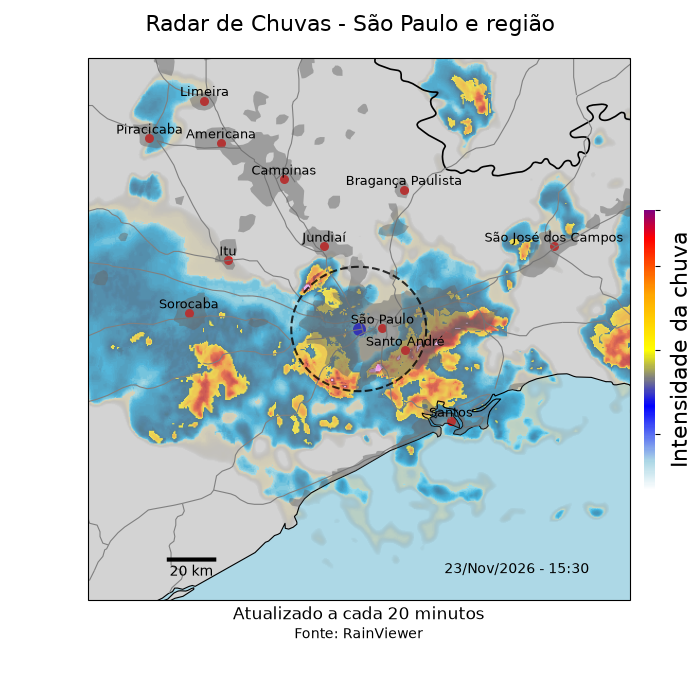 Radar de Chuvas - São Paulo e região
Limeira
Piracicaba
Americana
Campinas
Bragança Paulista
Jundiaí
São José dos Campos
Itu
Sorocaba
São Paulo
Santo André
Santos
Intensidade da chuva
20 km
23/Nov/2026 - 15:30
Atualizado a cada 20 minutos
Fonte: RainViewer